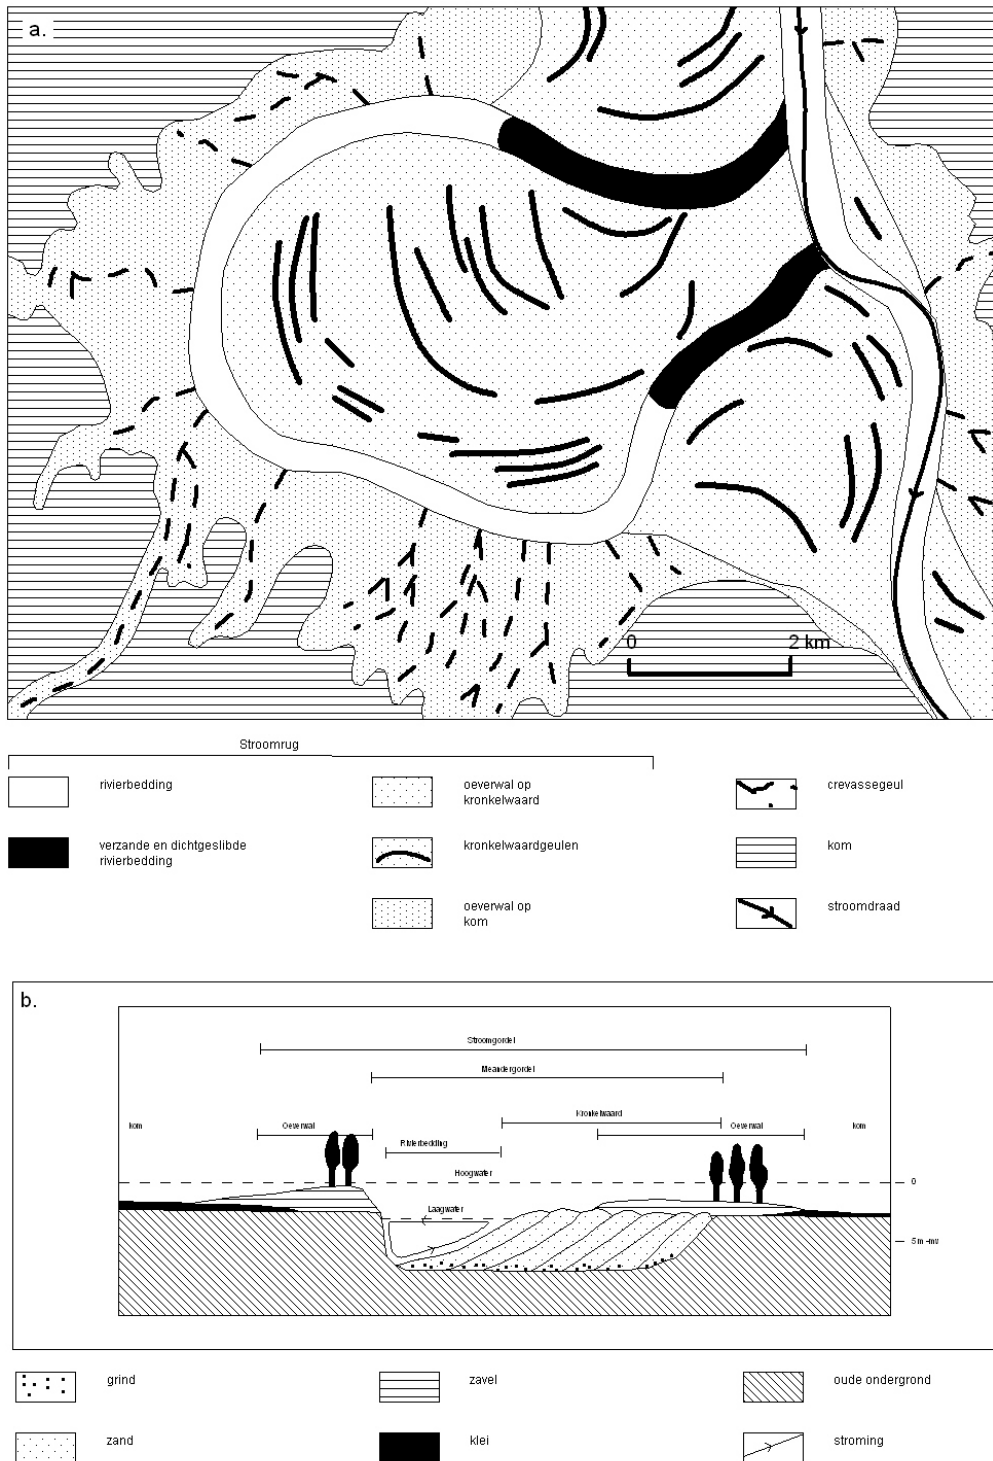 a.
0 2 km
Stroomrug
rivierbedding
verzande en dichtgeslibde
rivierbedding
oeverwal op
kronkelwaard
kronkelwaardgeulen
oeverwal op
kom
crevassegeul
kom
stroomdraad
b.
Stroomgordel
Meandergordel
Kronkelwaard
kom Oeverwal Oeverwal kom
Rivierbedding
Hoogwater
0
Laagwater
5m -mv
grind
zand
zavel
klei
oude ondergrond
stroming